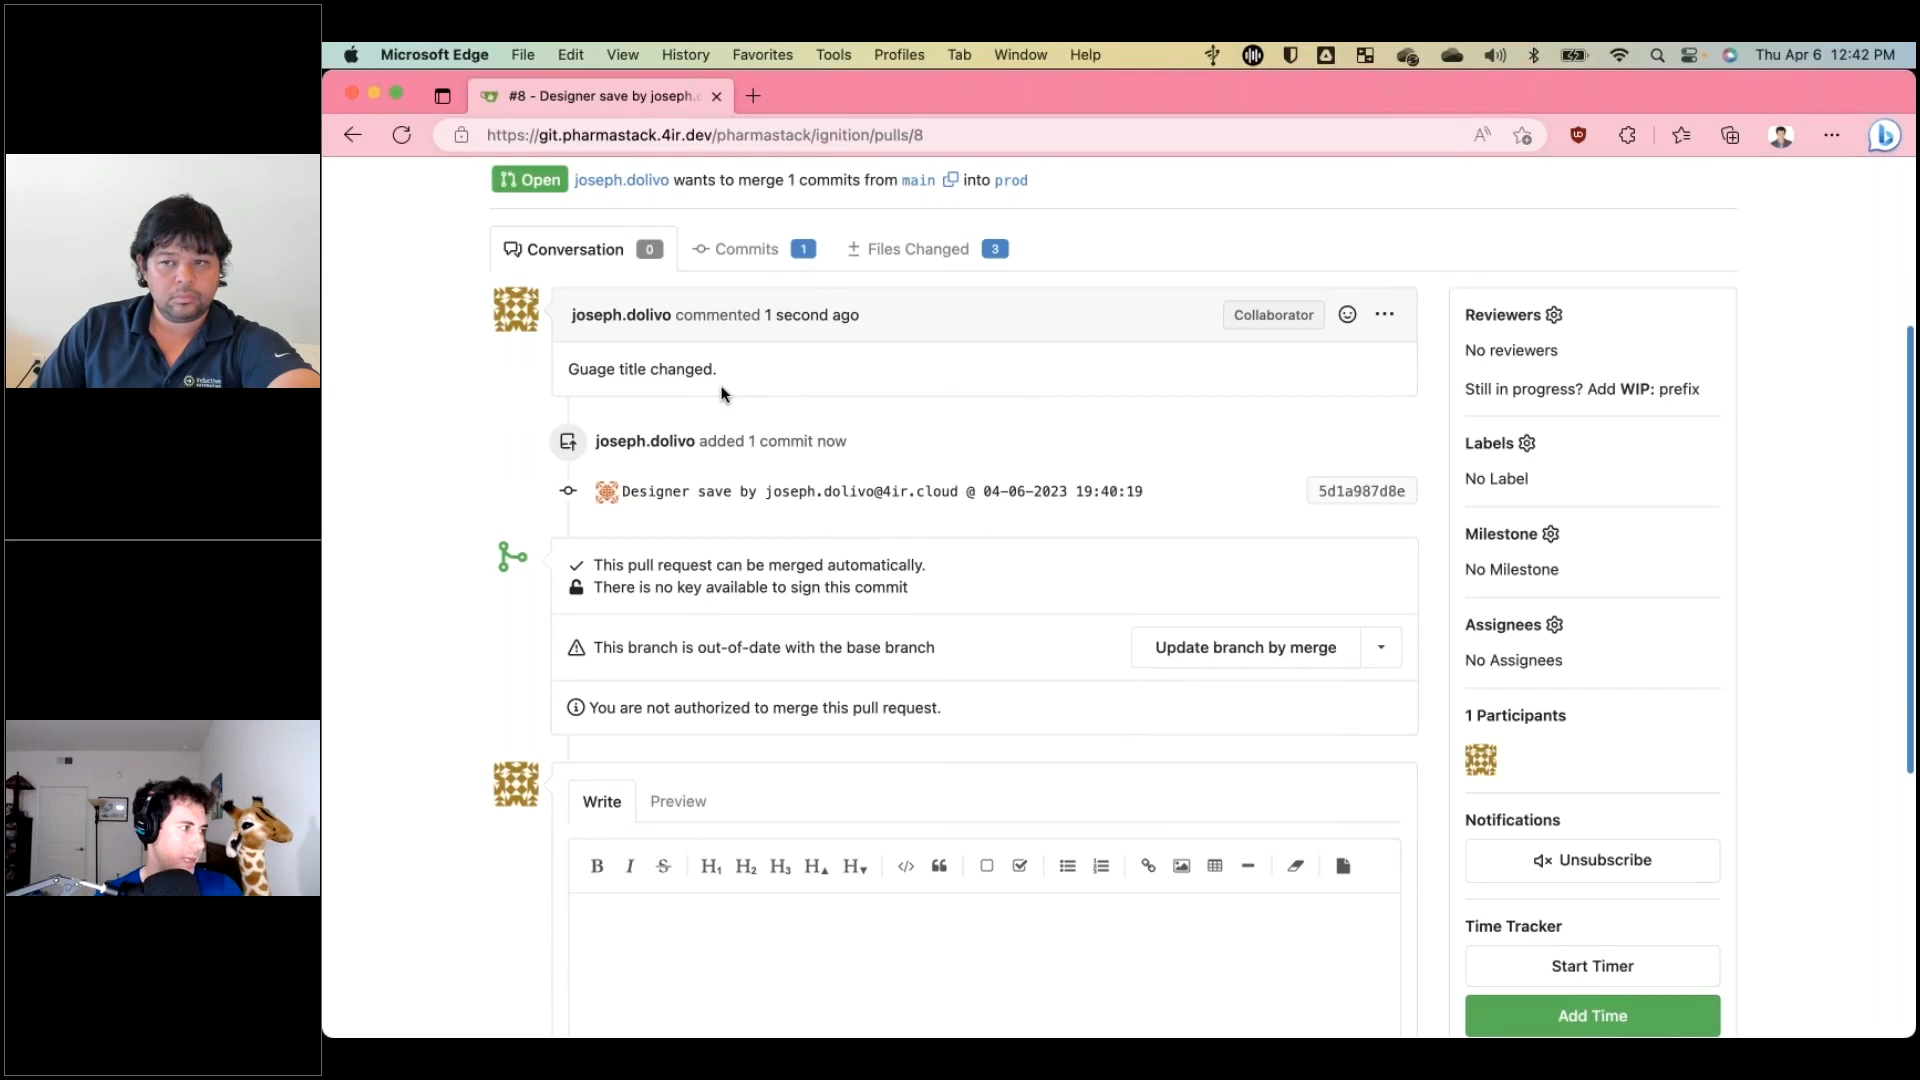 Microsoft Edge File Edit View History Favorites Tools Profiles Tab Window Help Thu Apr 6 12:42 PM
#8 - Designer save by joseph.
https://git.pharmastack.4ir.dev/pharmastack/ignition/pulls/8
Open joseph.dolivo wants to merge 1 commits from main into prod
Conversation 0 Commits 1 Files Changed 3
joseph.dolivo commented 1 second ago Collaborator
Guage title changed.
joseph.dolivo added 1 commit now
Designer save by joseph.dolivo@4ir.cloud @ 04-06-2023 19:40:19 5d1a987d8e
This pull request can be merged automatically.
There is no key available to sign this commit
This branch is out-of-date with the base branch Update branch by merge
You are not authorized to merge this pull request.
Write Preview
B I S H1 H2 H3 H▲ H▼
Reviewers
No reviewers
Still in progress? Add WIP: prefix
Labels
No Label
Milestone
No Milestone
Assignees
No Assignees
1 Participants
Notifications
Unsubscribe
Time Tracker
Start Timer
Add Time
inductive